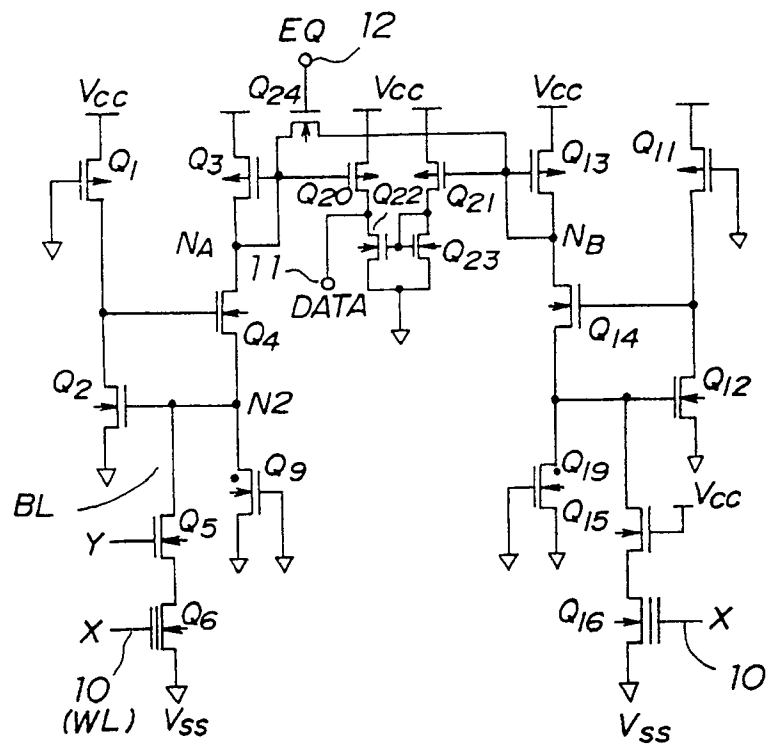 EQ 12
VCC Q24 VCC VCC
Q1 Q3 Q20 Q22 Q21 Q13 Q11
NA 11 DATA Q23 NB
Q4 Q14
Q2 N2 Q12
BL Q9 Q19 VCC
Y Q5 Q15
X Q6 Q16 X
10 10
(WL) VSS VSS